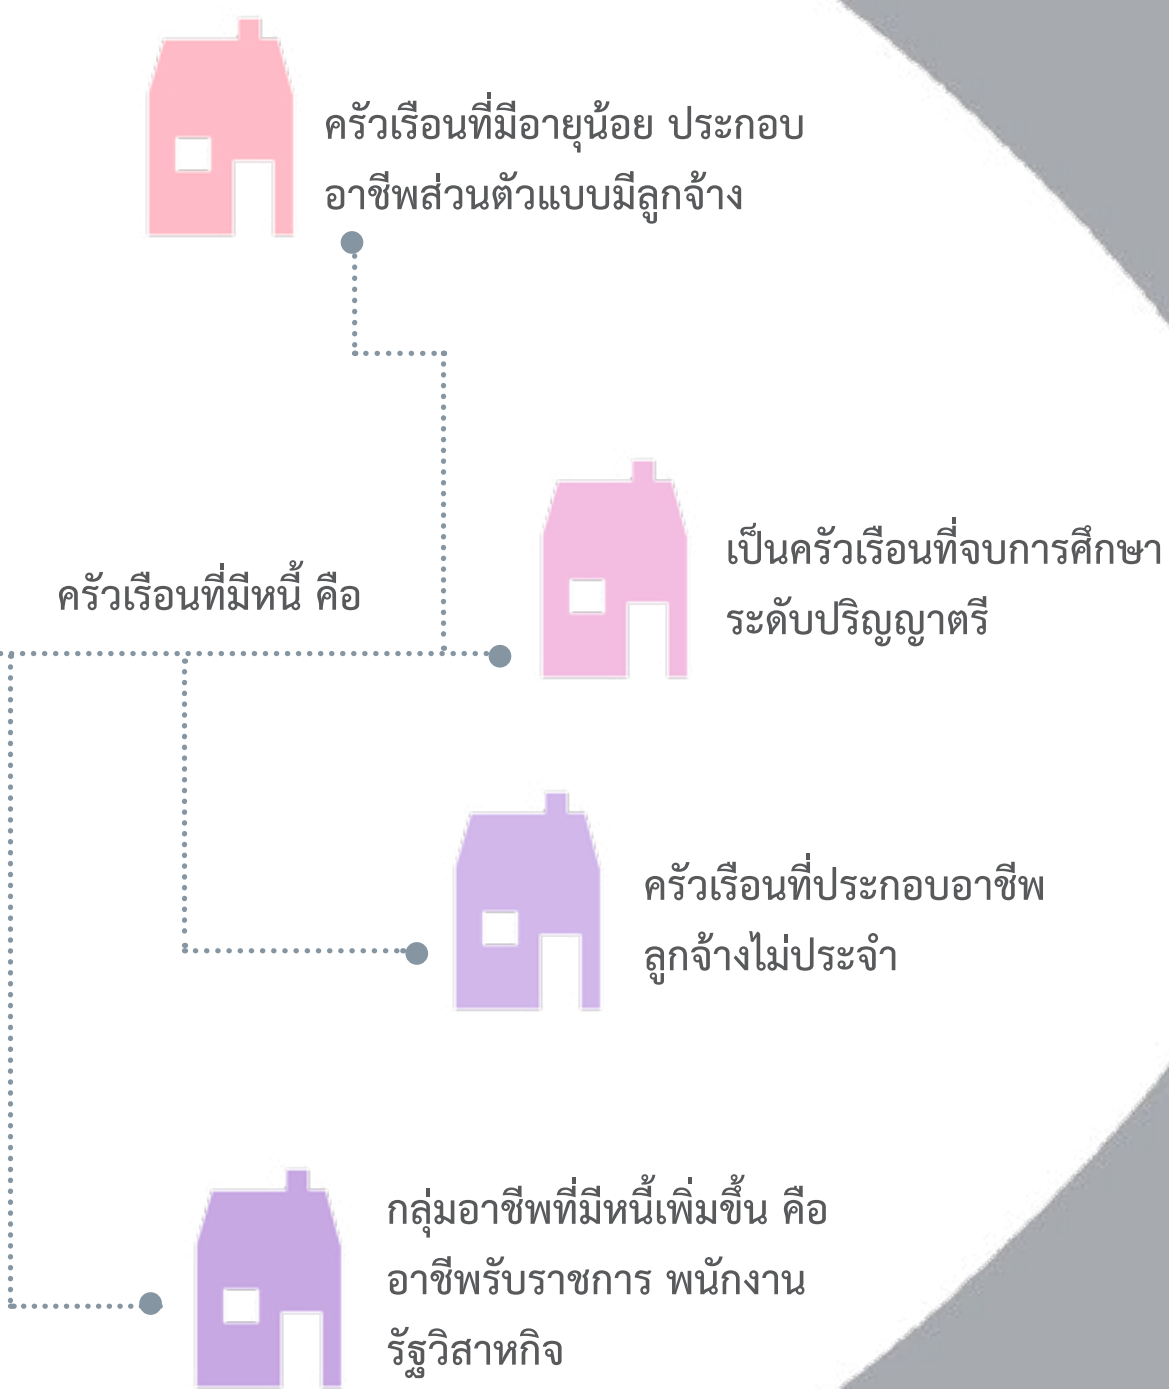 ครัวเรือนที่มีอายุน้อย ประกอบ
อาชีพส่วนตัวแบบมีลูกจ้าง
เป็นครัวเรือนที่จบการศึกษา
ระดับปริญญาตรี
ครัวเรือนที่มีหนี้ คือ
ครัวเรือนที่ประกอบอาชีพ
ลูกจ้างไม่ประจำ
กลุ่มอาชีพที่มีหนี้เพิ่มขึ้น คือ
อาชีพรับราชการ พนักงาน
รัฐวิสาหกิจ